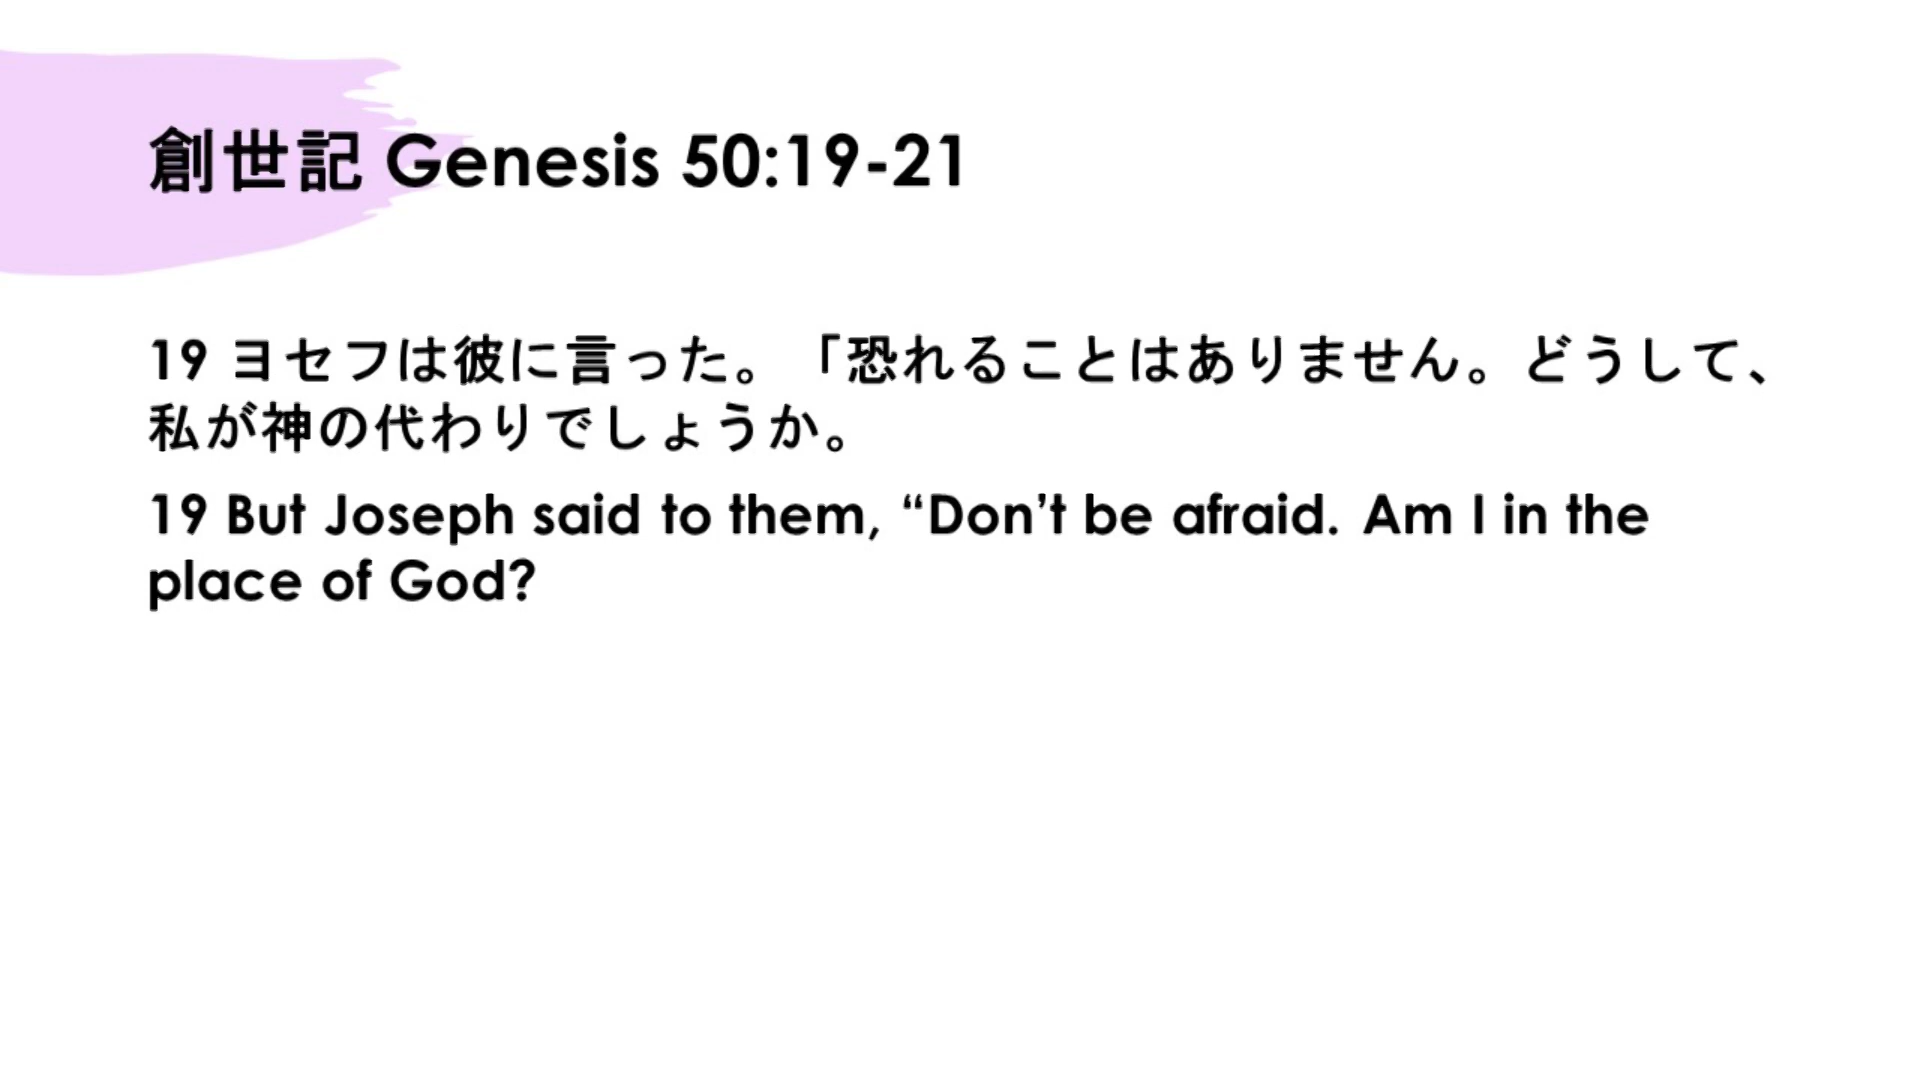 創世記 Genesis 50:19-21
19 ヨセフは彼に言った。「恐れることはありません。どうして、
私が神の代わりでしょうか。
19 But Joseph said to them, “Don’t be afraid. Am I in the
place of God?